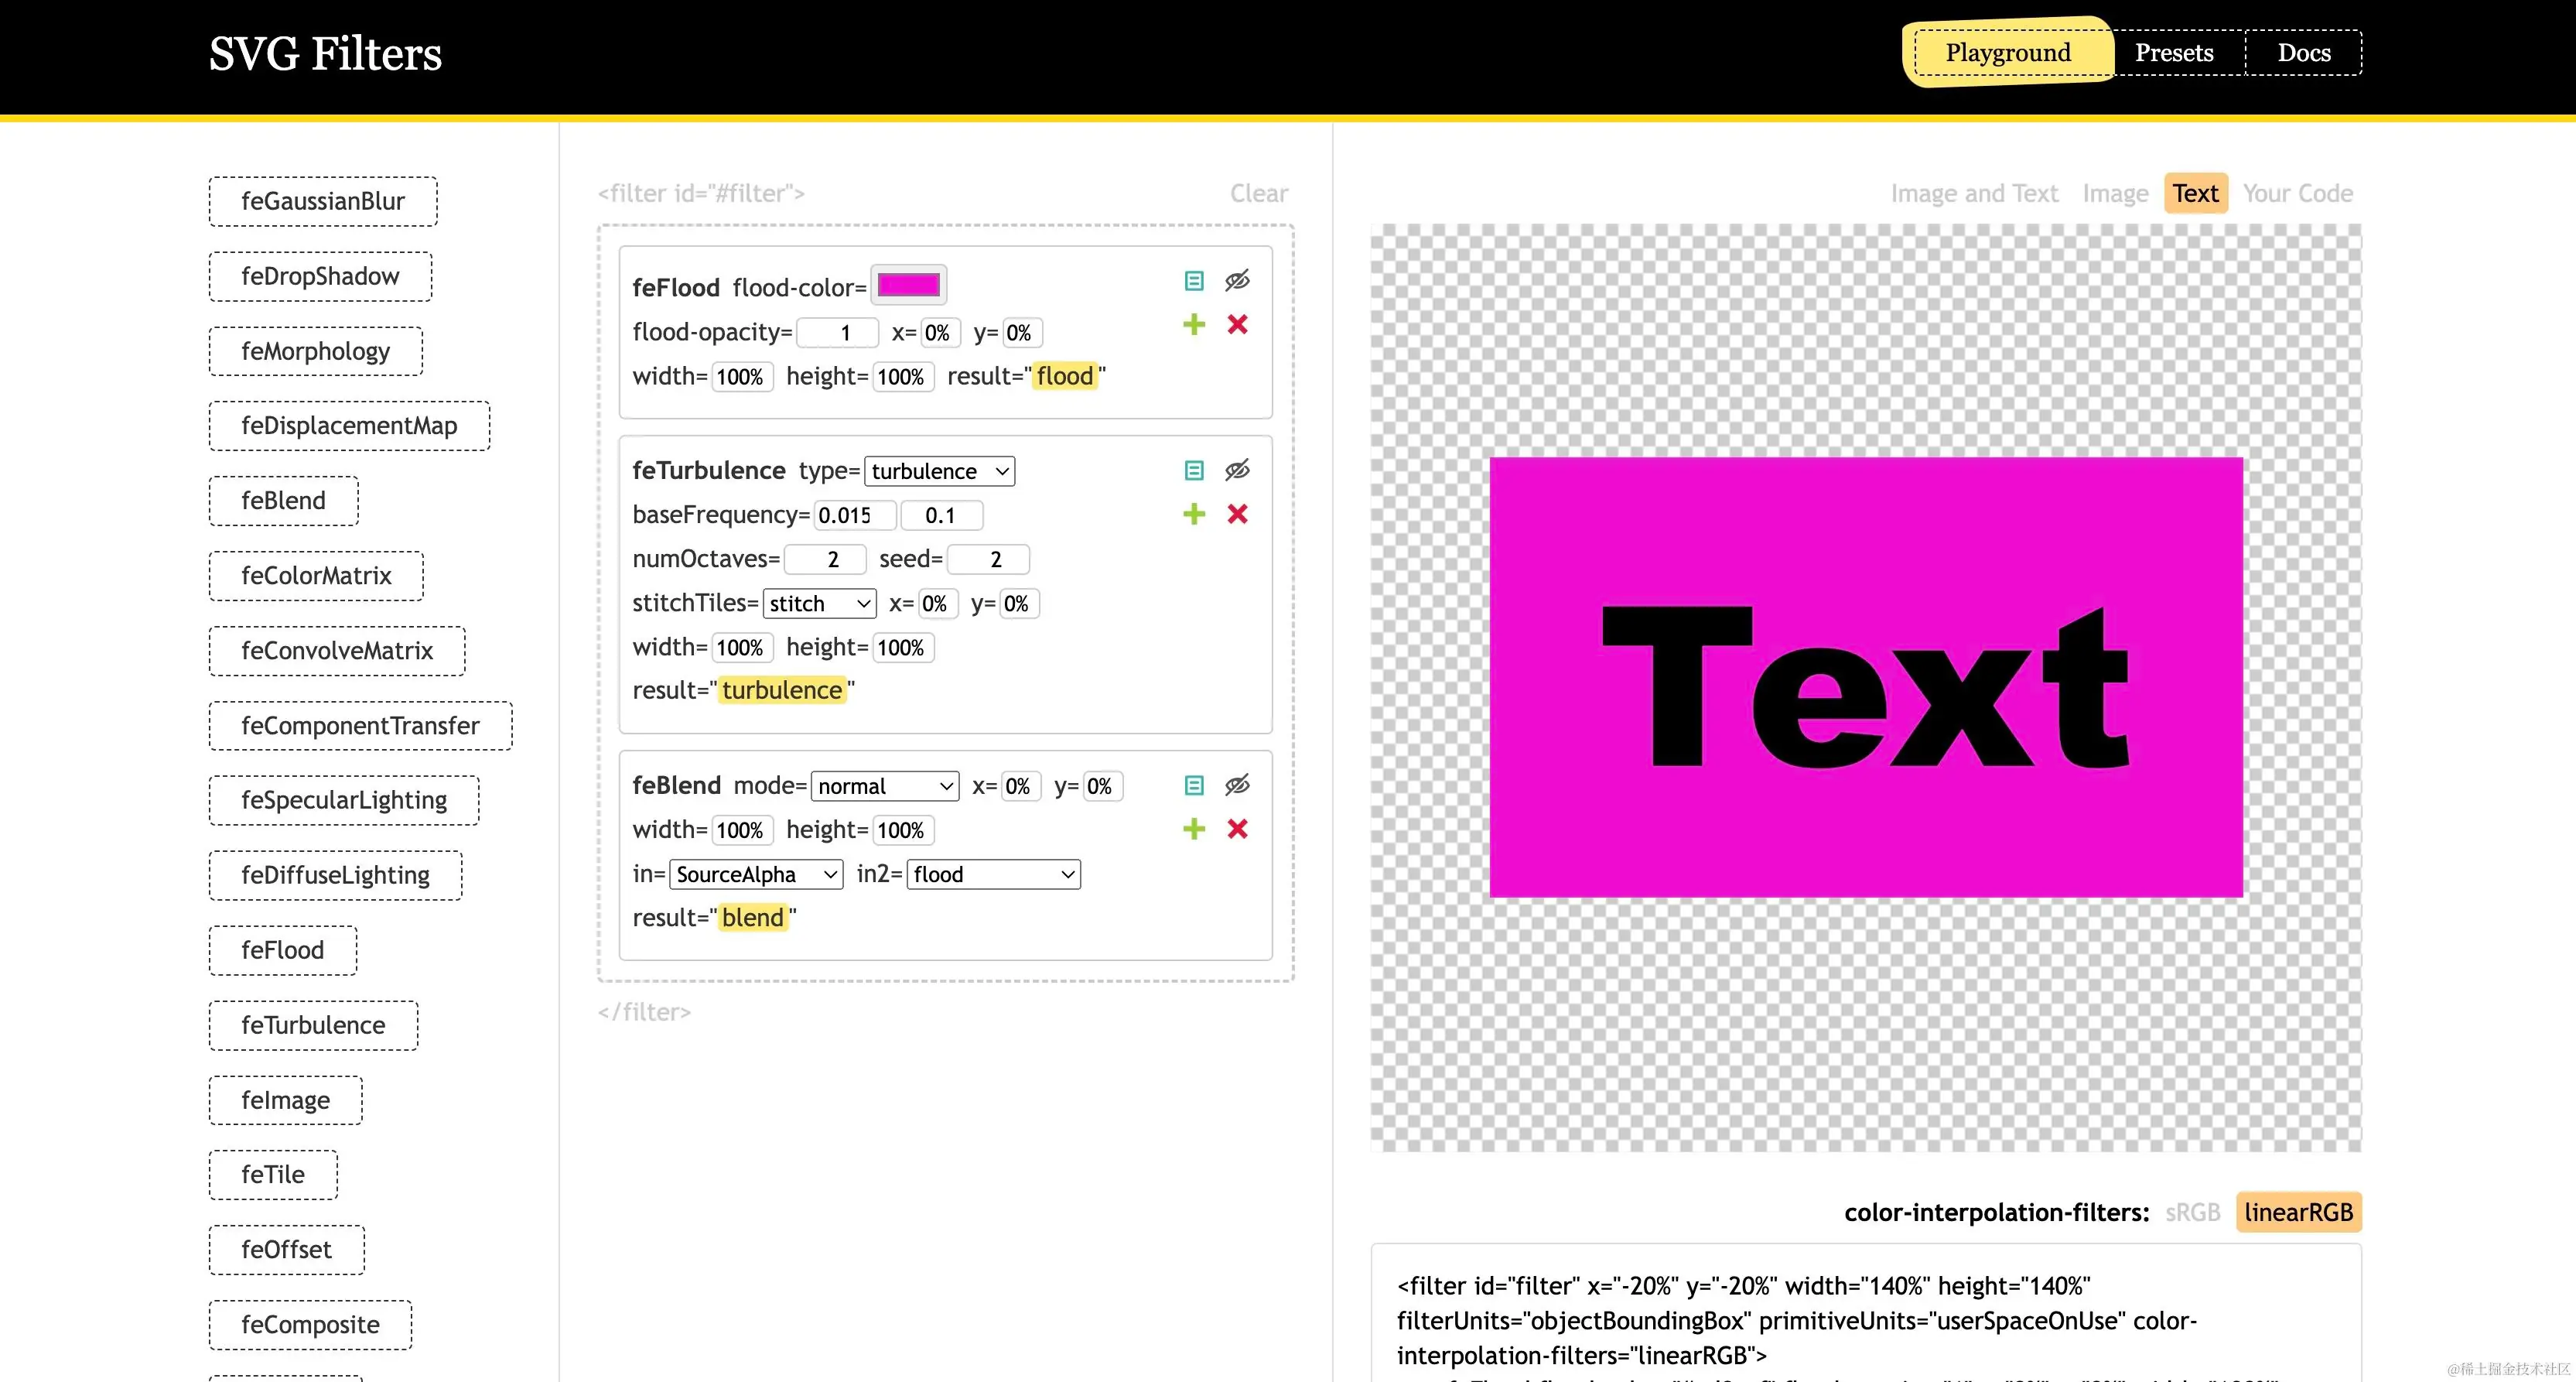 SVG Filters
Playground
Presets
Docs
feGaussianBlur
feDropShadow
feMorphology
feDisplacementMap
feBlend
feColorMatrix
feConvolveMatrix
feComponentTransfer
feSpecularLighting
feDiffuseLighting
feFlood
feTurbulence
feImage
feTile
feOffset
feComposite
<filter id="#filter">
Clear
feFlood flood-color=
flood-opacity= 1 x= 0% y= 0%
width= 100% height= 100% result="flood"
feTurbulence type= turbulence
baseFrequency= 0.015 0.1
numOctaves= 2 seed= 2
stitchTiles= stitch x= 0% y= 0%
width= 100% height= 100%
result="turbulence"
feBlend mode= normal x= 0% y= 0%
width= 100% height= 100%
in= SourceAlpha in2= flood
result="blend"
</filter>
Image and Text
Image
Text
Your Code
Text
color-interpolation-filters: sRGB linearRGB
<filter id="filter" x="-20%" y="-20%" width="140%" height="140%"
filterUnits="objectBoundingBox" primitiveUnits="userSpaceOnUse" color-
interpolation-filters="linearRGB">
@稀土掘金技术社区